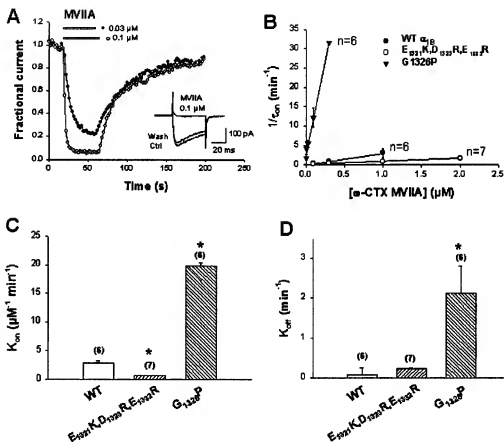 A
MVIIA
0.03 µM
0.1 µM
Fractional current
1.0
0.8
0.6
0.4
0.2
0.0
MVIIA
0.1 µM
Wash
Ctrl
100 pA
20 ms
0 50 100 150 200 250
Time (s)
B
WT α1B
E1321K,D1323R,E1332R
G1326P
1/τon (min-1)
35
30
25
20
15
10
5
0
n=6
n=6
n=7
0.0 0.5 1.0 1.5 2.0 2.5
[ω-CTX MVIIA] (µM)
C
Kon (µM-1 min-1)
25
20
15
10
5
0
(6)
*
(7)
*
(6)
WT
E1321K,D1323R,E1332R
G1326P
D
Koff (min-1)
2
1
0
(6)
(7)
*
(6)
WT
E1321K,D1323R,E1332R
G1326P